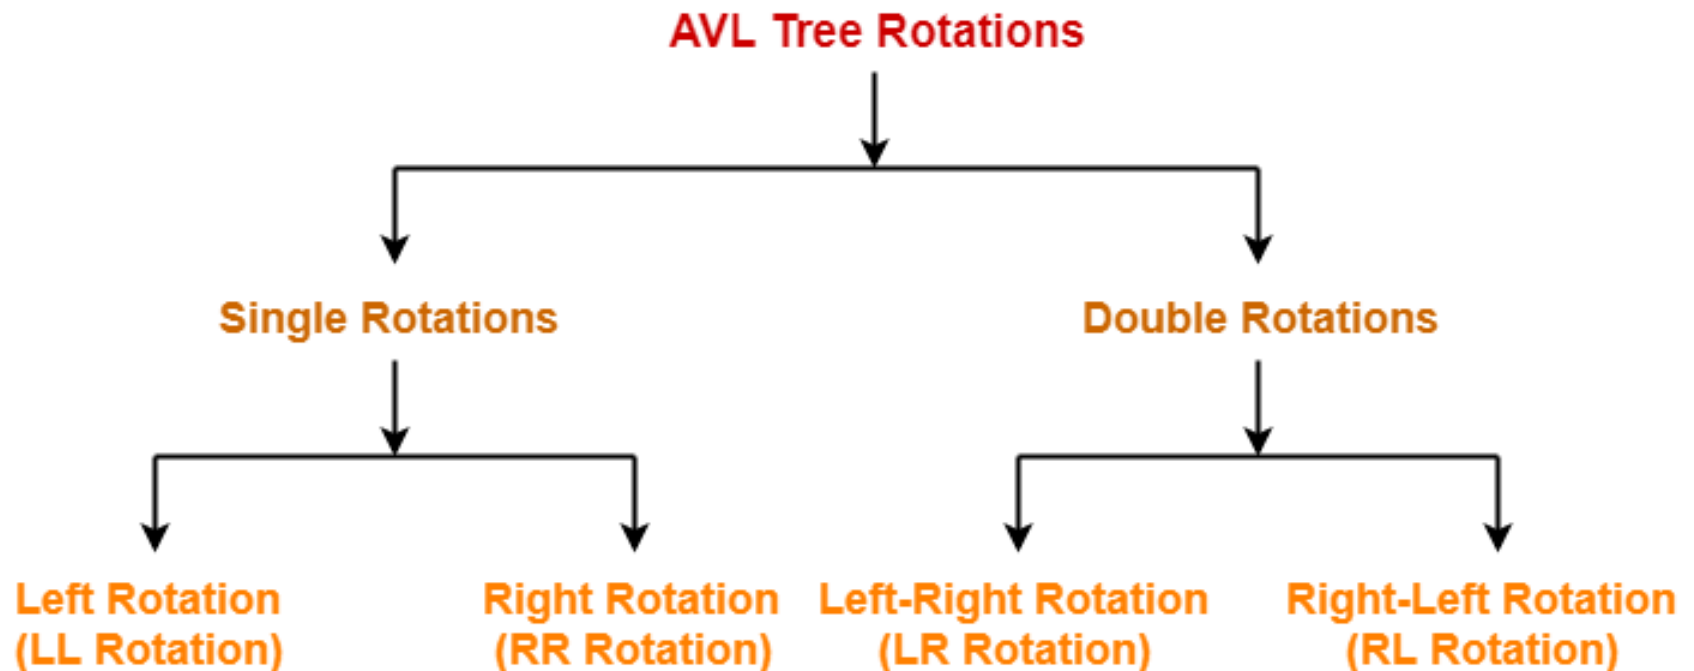 AVL Tree Rotations
Single Rotations
Double Rotations
Left Rotation
(LL Rotation)
Right Rotation
(RR Rotation)
Left-Right Rotation
(LR Rotation)
Right-Left Rotation
(RL Rotation)